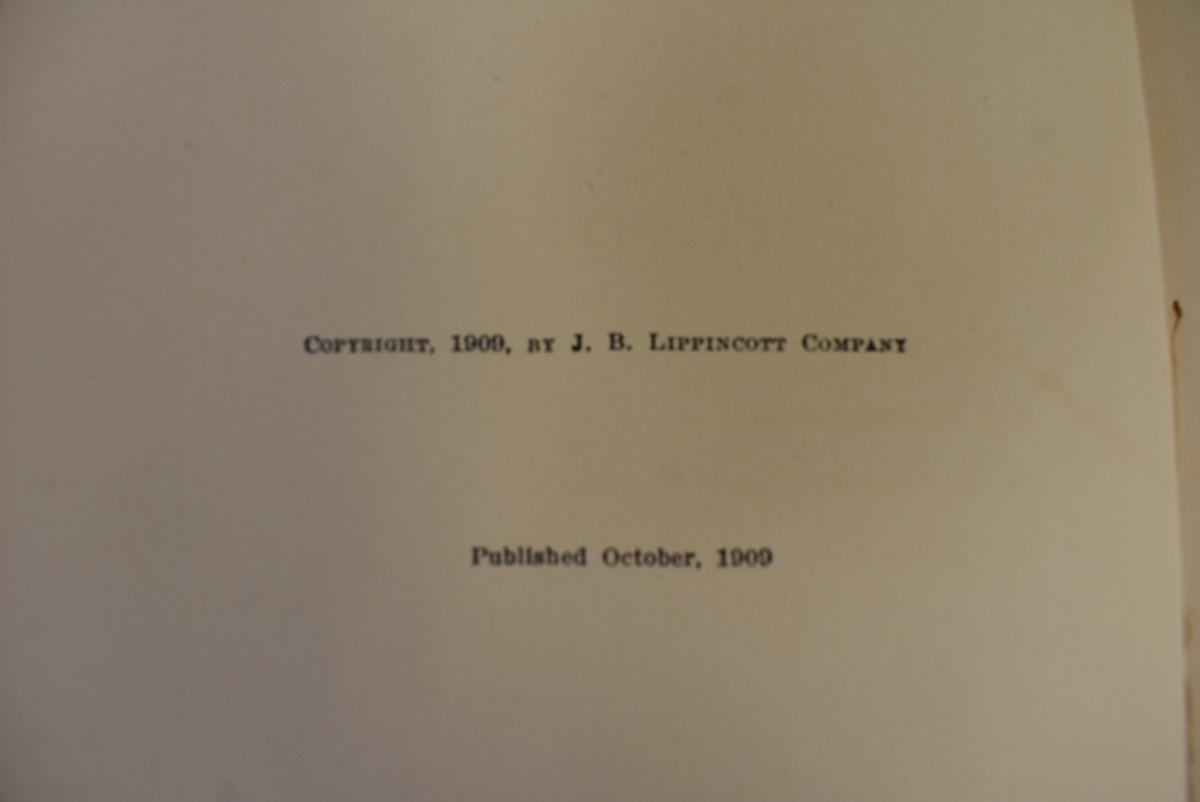 COPYRIGHT, 1909, BY J. B. LIPPINCOTT COMPANY
Published October, 1909